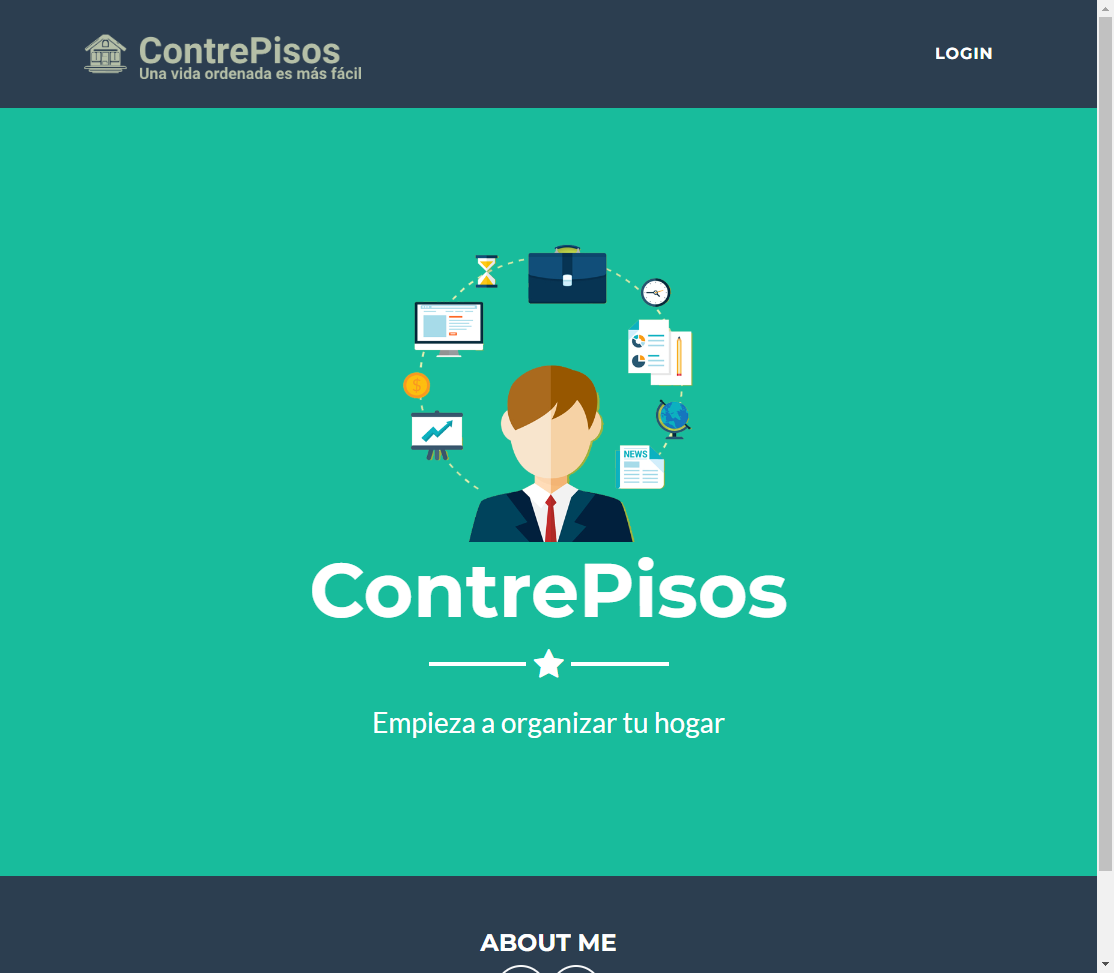 ContrePisos
Una vida ordenada es más fácil
LOGIN
NEWS
ContrePisos
Empieza a organizar tu hogar
ABOUT ME